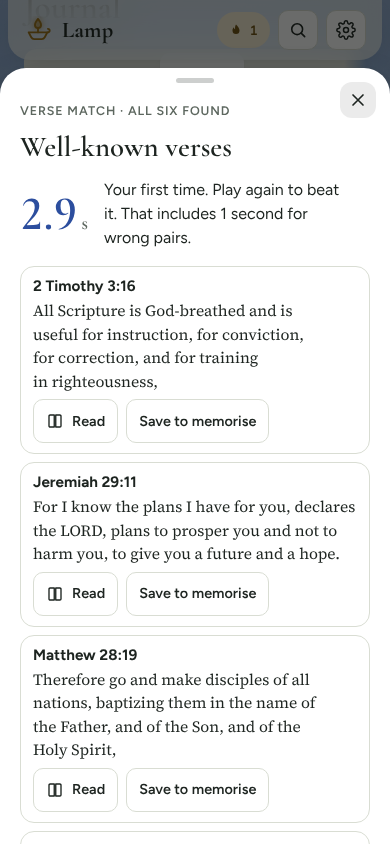 Journal
Lamp
1
VERSE MATCH · ALL SIX FOUND
Well-known verses
2.9 s
Your first time. Play again to beat
it. That includes 1 second for
wrong pairs.
2 Timothy 3:16
All Scripture is God-breathed and is
useful for instruction, for conviction,
for correction, and for training
in righteousness,
Read
Save to memorise
Jeremiah 29:11
For I know the plans I have for you, declares
the LORD, plans to prosper you and not to
harm you, to give you a future and a hope.
Read
Save to memorise
Matthew 28:19
Therefore go and make disciples of all
nations, baptizing them in the name of
the Father, and of the Son, and of the
Holy Spirit,
Read
Save to memorise